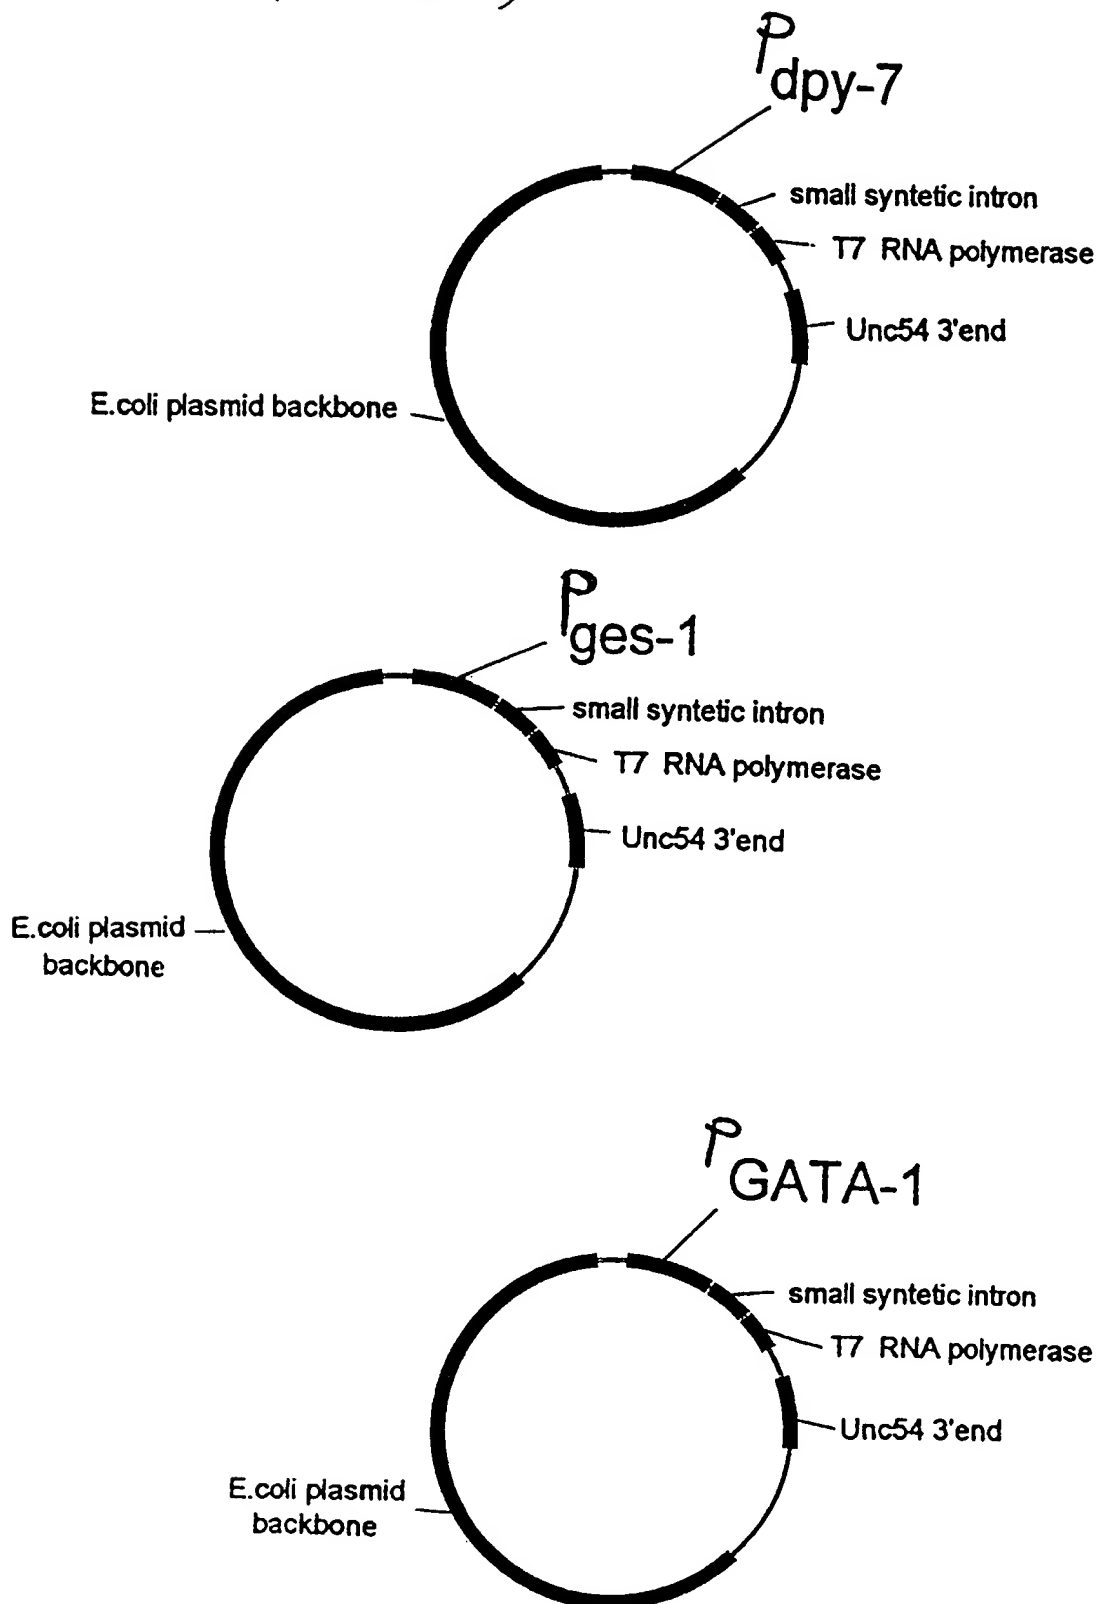 P
dpy-7
small syntetic intron
T7 RNA polymerase
Unc54 3'end
E.coli plasmid backbone
P
ges-1
small syntetic intron
T7 RNA polymerase
Unc54 3'end
E.coli plasmid
backbone
P
GATA-1
small syntetic intron
T7 RNA polymerase
Unc54 3'end
E.coli plasmid
backbone